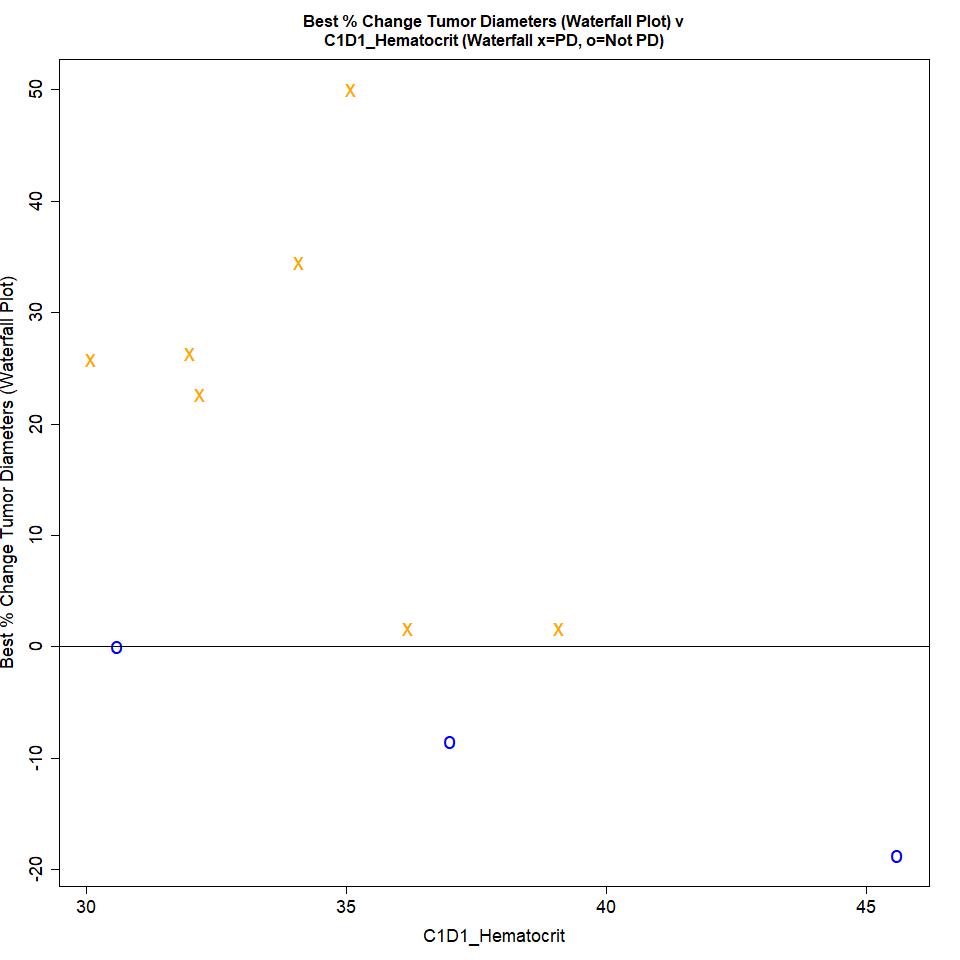 Best % Change Tumor Diameters (Waterfall Plot) v
C1D1_Hematocrit (Waterfall x=PD, o=Not PD)
Best % Change Tumor Diameters (Waterfall Plot)
50
40
30
20
10
0
-10
-20
X
X
X
X
X
X
X
O
O
O
30 35 40 45
C1D1_Hematocrit